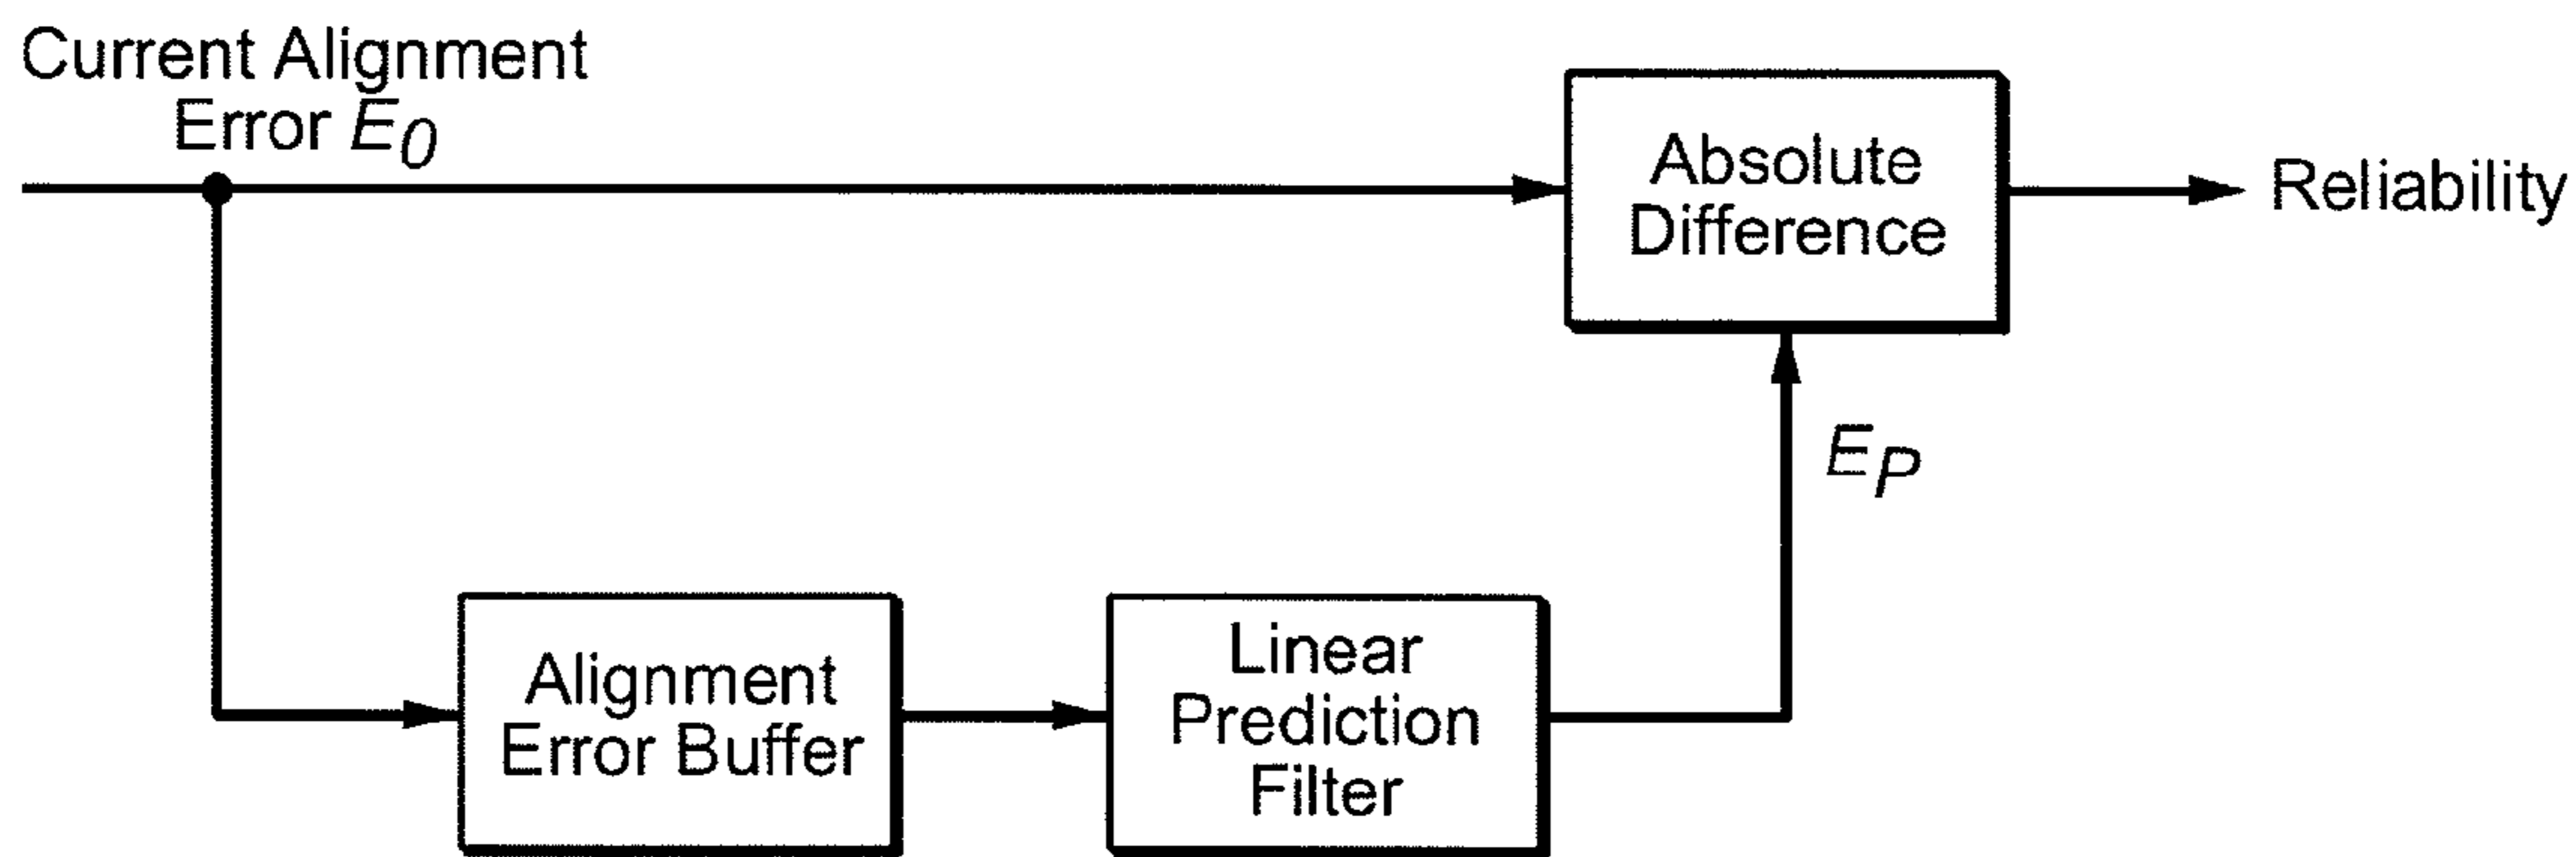 Current Alignment
Error E0
Absolute
Difference
Reliability
EP
Alignment
Error Buffer
Linear
Prediction
Filter